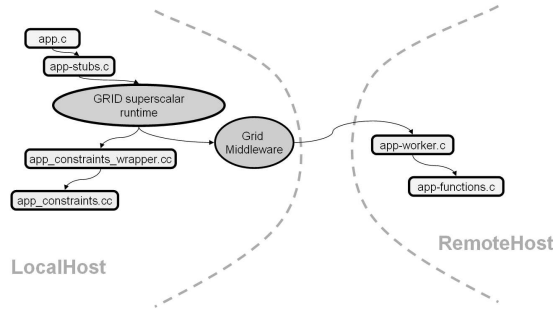 app.c
app-stubs.c
GRID superscalar
runtime
app_constraints_wrapper.cc
app_constraints.cc
Grid
Middleware
app-worker.c
app-functions.c
LocalHost
RemoteHost